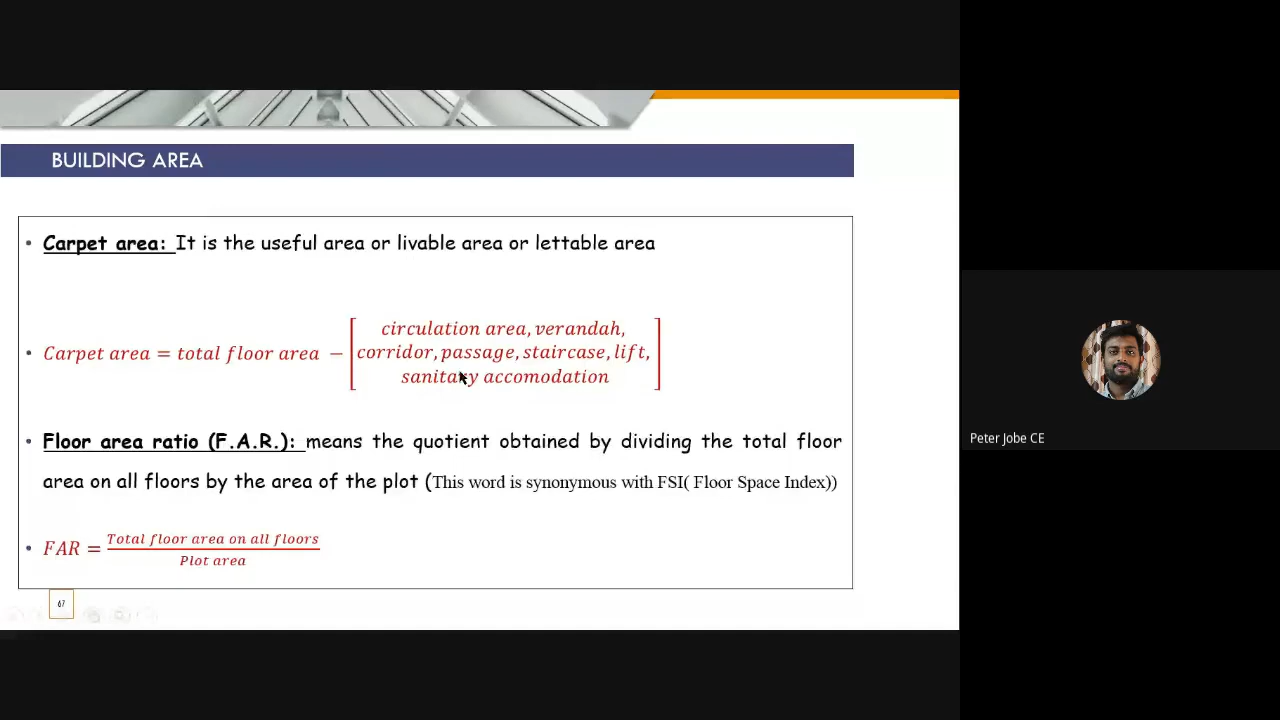 BUILDING AREA
• Carpet area: It is the useful area or livable area or lettable area
• Carpet area = total floor area − [circulation area, verandah,
corridor, passage, staircase, lift,
sanitary accomodation]
• Floor area ratio (F.A.R.): means the quotient obtained by dividing the total floor
area on all floors by the area of the plot (This word is synonymous with FSI( Floor Space Index))
• FAR = Total floor area on all floors
Plot area
67
Peter Jobe CE